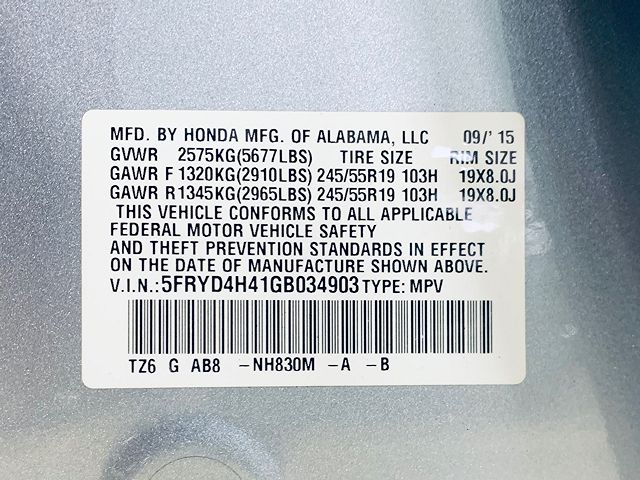 MFD. BY HONDA MFG. OF ALABAMA, LLC 09/' 15
GVWR 2575KG(5677LBS) TIRE SIZE RIM SIZE
GAWR F 1320KG(2910LBS) 245/55R19 103H 19X8.0J
GAWR R1345KG(2965LBS) 245/55R19 103H 19X8.0J
THIS VEHICLE CONFORMS TO ALL APPLICABLE
FEDERAL MOTOR VEHICLE SAFETY
AND THEFT PREVENTION STANDARDS IN EFFECT
ON THE DATE OF MANUFACTURE SHOWN ABOVE.
V.I.N.:5FRYD4H41GB034903TYPE: MPV
TZ6 G AB8 -NH830M -A -B